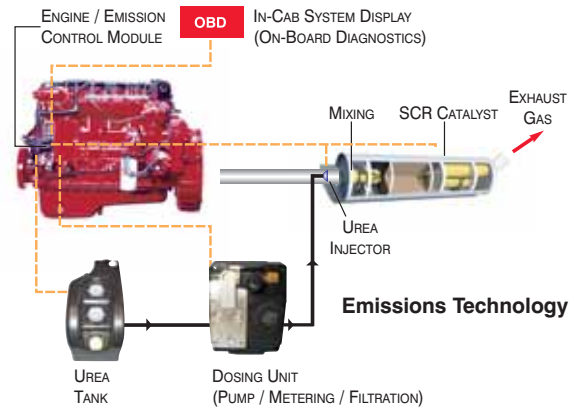 ENGINE / EMISSION
CONTROL MODULE
OBD
IN-CAB SYSTEM DISPLAY
(ON-BOARD DIAGNOSTICS)
MIXING
SCR CATALYST
EXHAUST
GAS
UREA
INJECTOR
Emissions Technology
UREA
TANK
DOSING UNIT
(PUMP / METERING / FILTRATION)